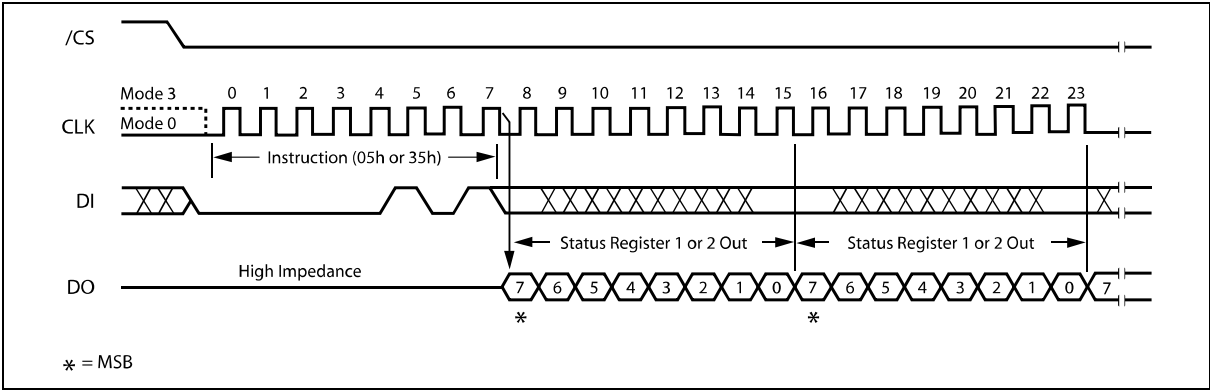 /CS
Mode 3
0 1 2 3 4 5 6 7 8 9 10 11 12 13 14 15 16 17 18 19 20 21 22 23
CLK
Mode 0
Instruction (05h or 35h)
DI
Status Register 1 or 2 Out
Status Register 1 or 2 Out
High Impedance
DO
7 6 5 4 3 2 1 0 7 6 5 4 3 2 1 0 7
* *
* = MSB